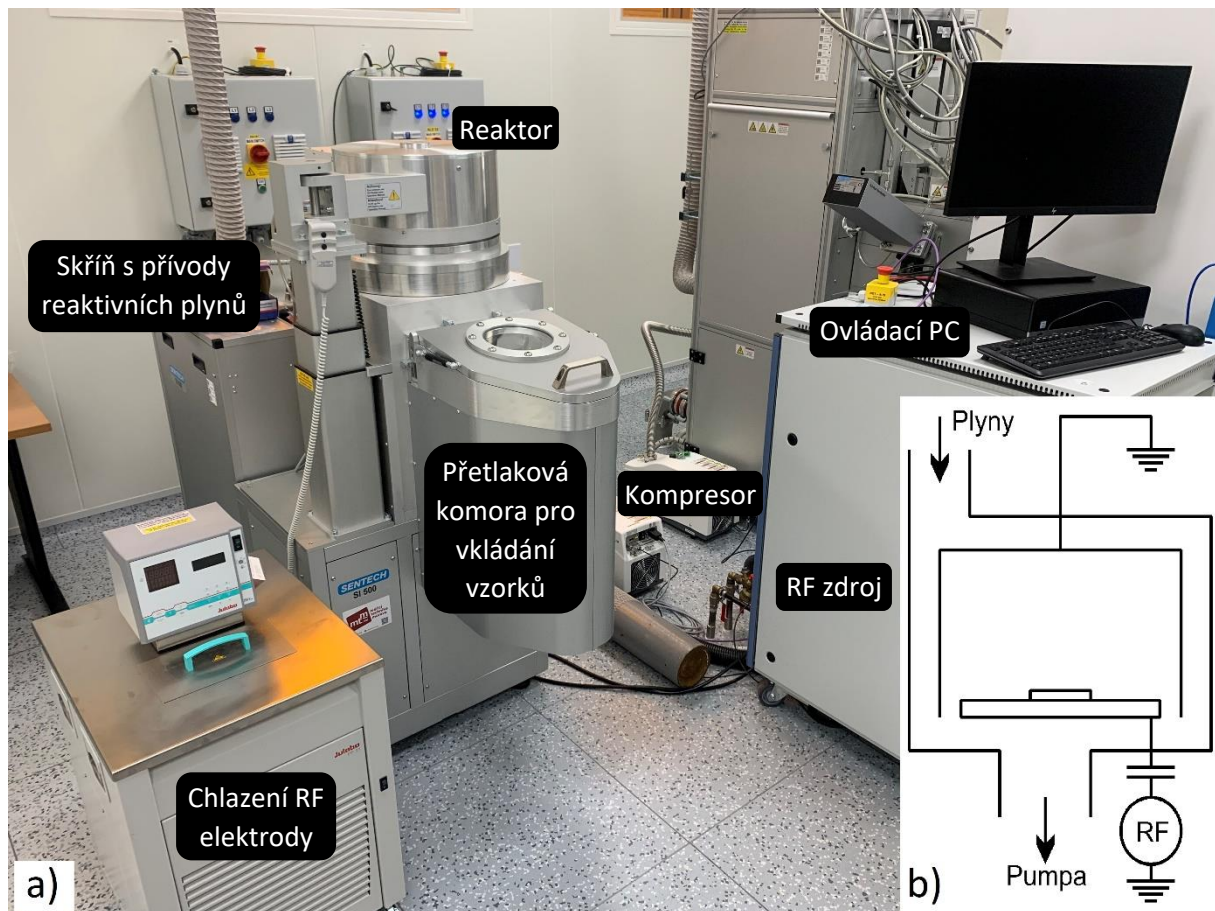 Reaktor
Skříň s přívody
reaktivních plynů
Ovládací PC
Plyny
Přetlaková
komora pro
vkládání
vzorků
Kompresor
RF zdroj
SENTECH
SI 500
Julabo
Julabo
Chlazení RF
elektrody
RF
Pumpa
a)
b)